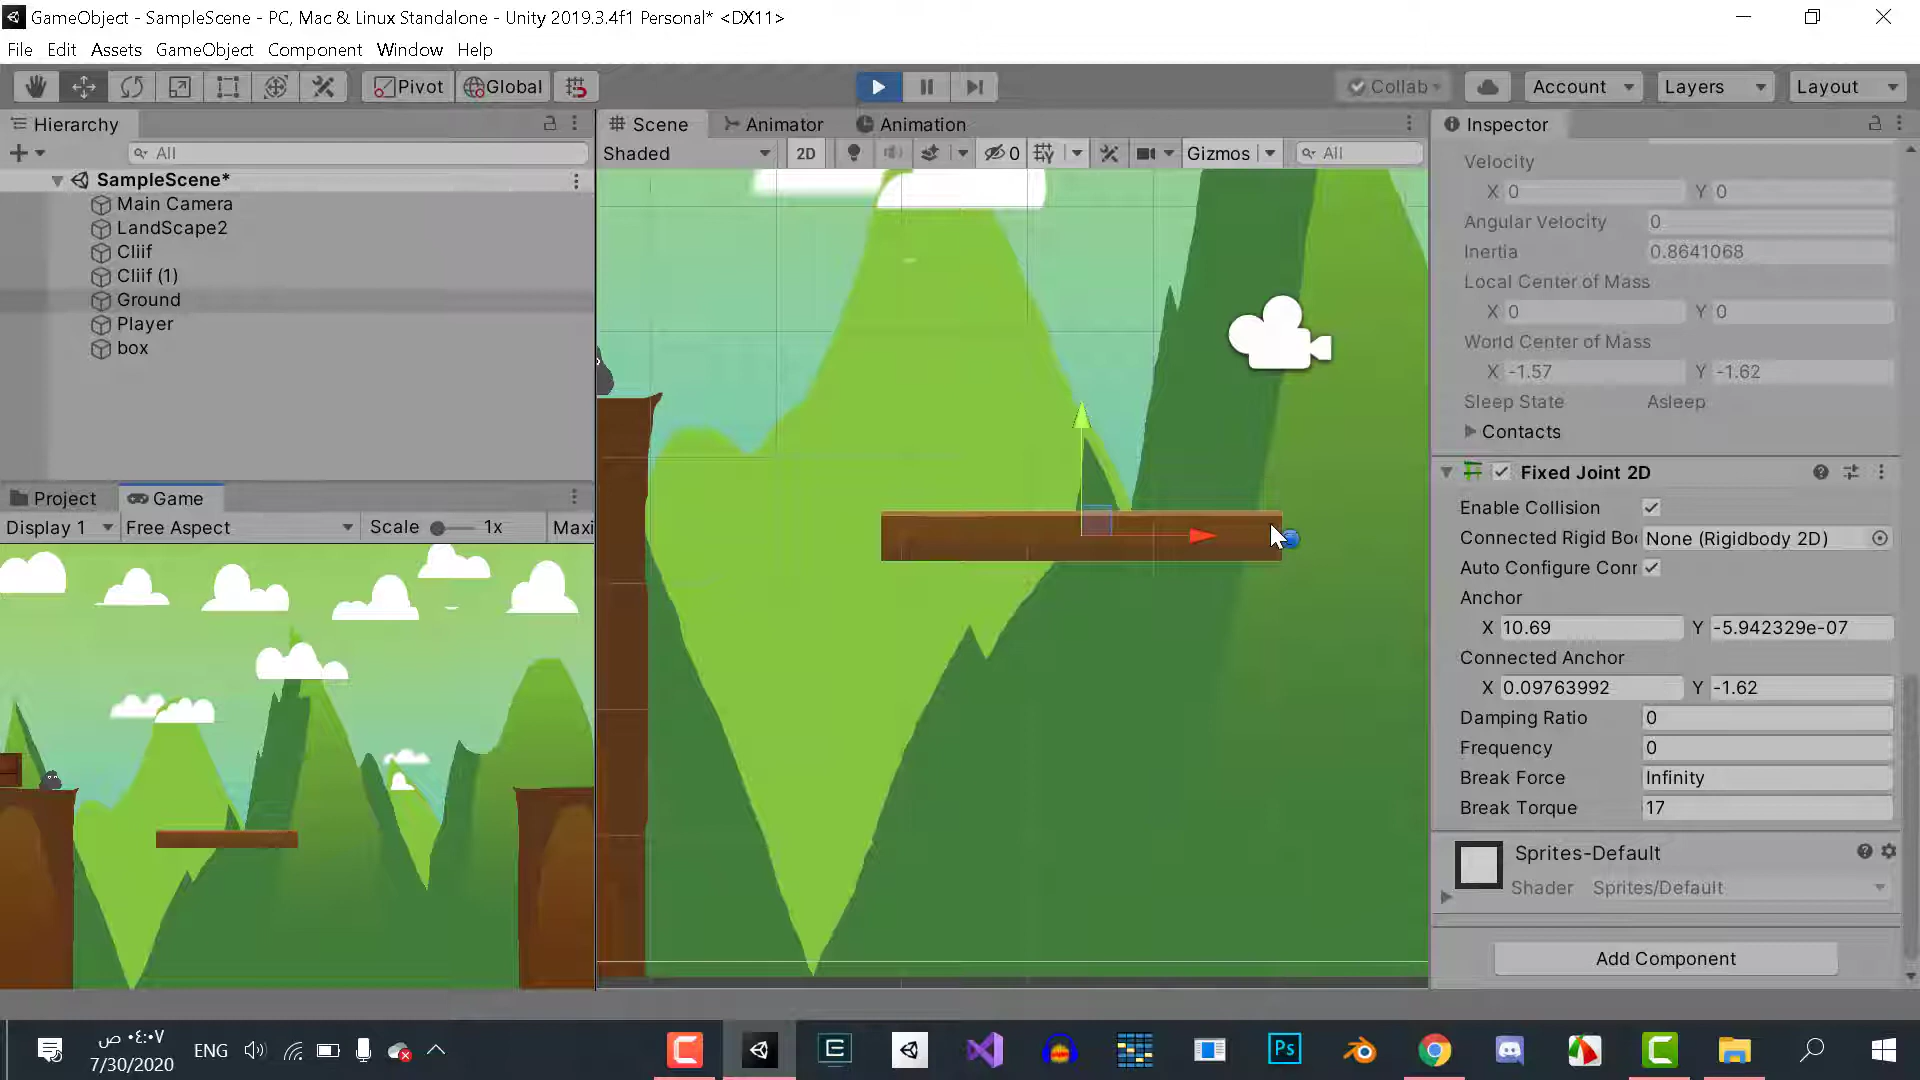 GameObject - SampleScene - PC, Mac & Linux Standalone - Unity 2019.3.4f1 Personal* <DX11>
File Edit Assets GameObject Component Window Help
Pivot Global Collab Account Layers Layout
Hierarchy
All
SampleScene*
Main Camera
LandScape2
Cliif
Cliif (1)
Ground
Player
box
Project Game
Display 1 Free Aspect Scale 1x Maxi
Scene Animator Animation
Shaded 2D 0 Gizmos All
Inspector
Velocity
X 0 Y 0
Angular Velocity 0
Inertia 0.8641068
Local Center of Mass
X 0 Y 0
World Center of Mass
X -1.57 Y -1.62
Sleep State Asleep
Contacts
Fixed Joint 2D
Enable Collision
Connected Rigid Bo None (Rigidbody 2D)
Auto Configure Conr
Anchor
X 10.69 Y -5.942329e-07
Connected Anchor
X 0.09763992 Y -1.62
Damping Ratio 0
Frequency 0
Break Force Infinity
Break Torque 17
Sprites-Default
Shader Sprites/Default
Add Component
٠٤:٠٧ ص
7/30/2020
ENG
Ps